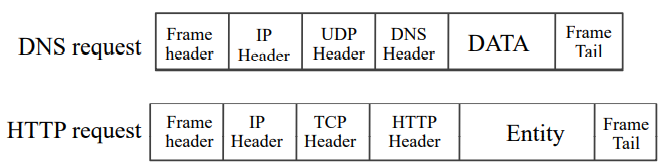 DNS request
Frame header
IP Header
UDP Header
DNS Header
DATA
Frame Tail
HTTP request
Frame header
IP Header
TCP Header
HTTP Header
Entity
Frame Tail